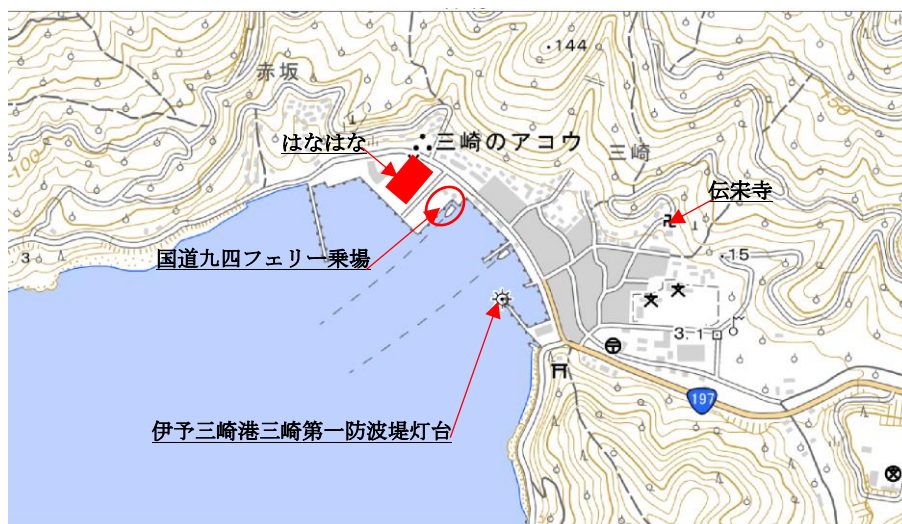 ・144
赤坂
はなはな
三崎のアコウ
三崎
100
伝宗寺
国道九四フェリー乗場
3
・15
3.1
197
伊予三崎港三崎第一防波堤灯台